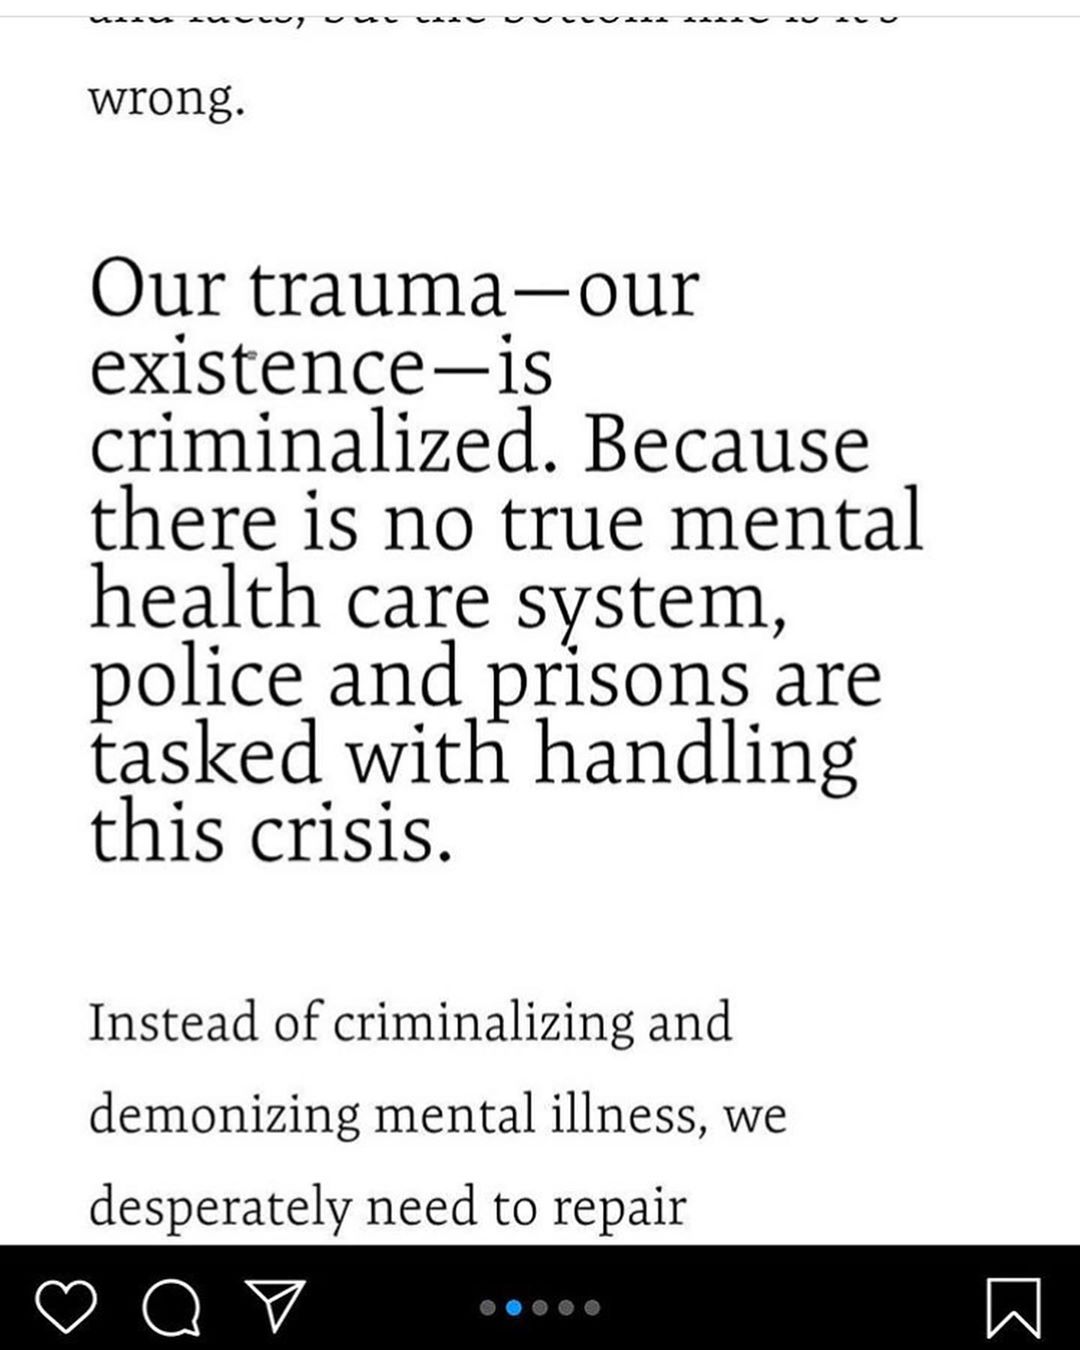 wrong.
Our trauma—our
existence—is
criminalized. Because
there is no true mental
health care system,
police and prisons are
tasked with handling
this crisis.
Instead of criminalizing and
demonizing mental illness, we
desperately need to repair